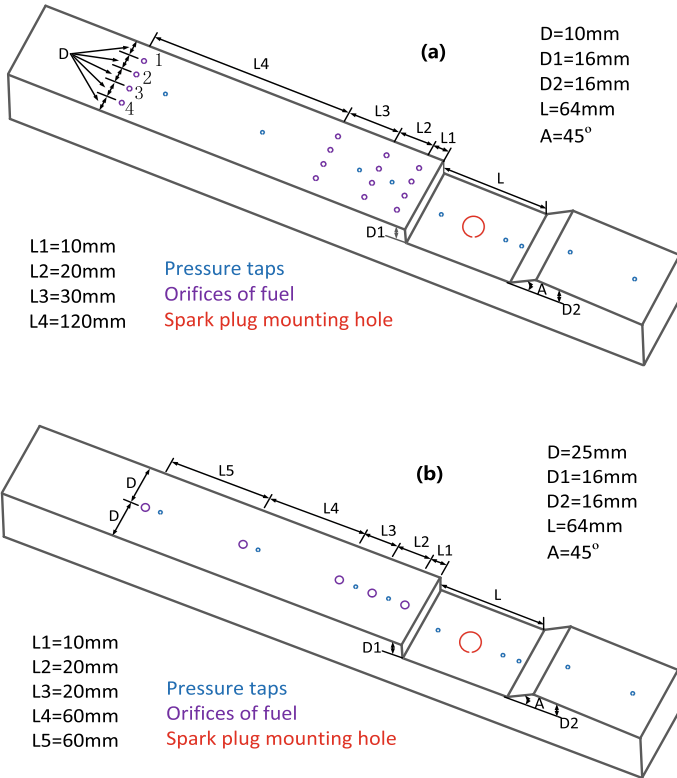 (a)
D
1
2
3
4
L4
L3
L2
L1
L
D1
A
D2
D=10mm
D1=16mm
D2=16mm
L=64mm
A=45°
L1=10mm
L2=20mm
L3=30mm
L4=120mm
Pressure taps
Orifices of fuel
Spark plug mounting hole
(b)
D
D
L5
L4
L3
L2
L1
L
D1
A
D2
D=25mm
D1=16mm
D2=16mm
L=64mm
A=45°
L1=10mm
L2=20mm
L3=20mm
L4=60mm
L5=60mm
Pressure taps
Orifices of fuel
Spark plug mounting hole